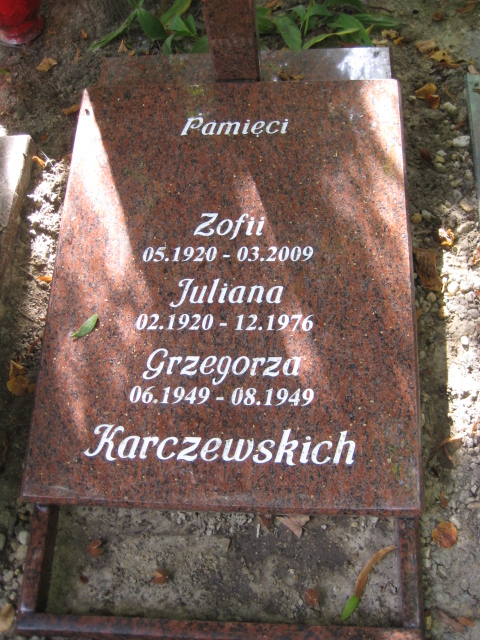 Pamięci
Zofii
05.1920 - 03.2009
Juliana
02.1920 - 12.1976
Grzegorza
06.1949 - 08.1949
Karczewskich